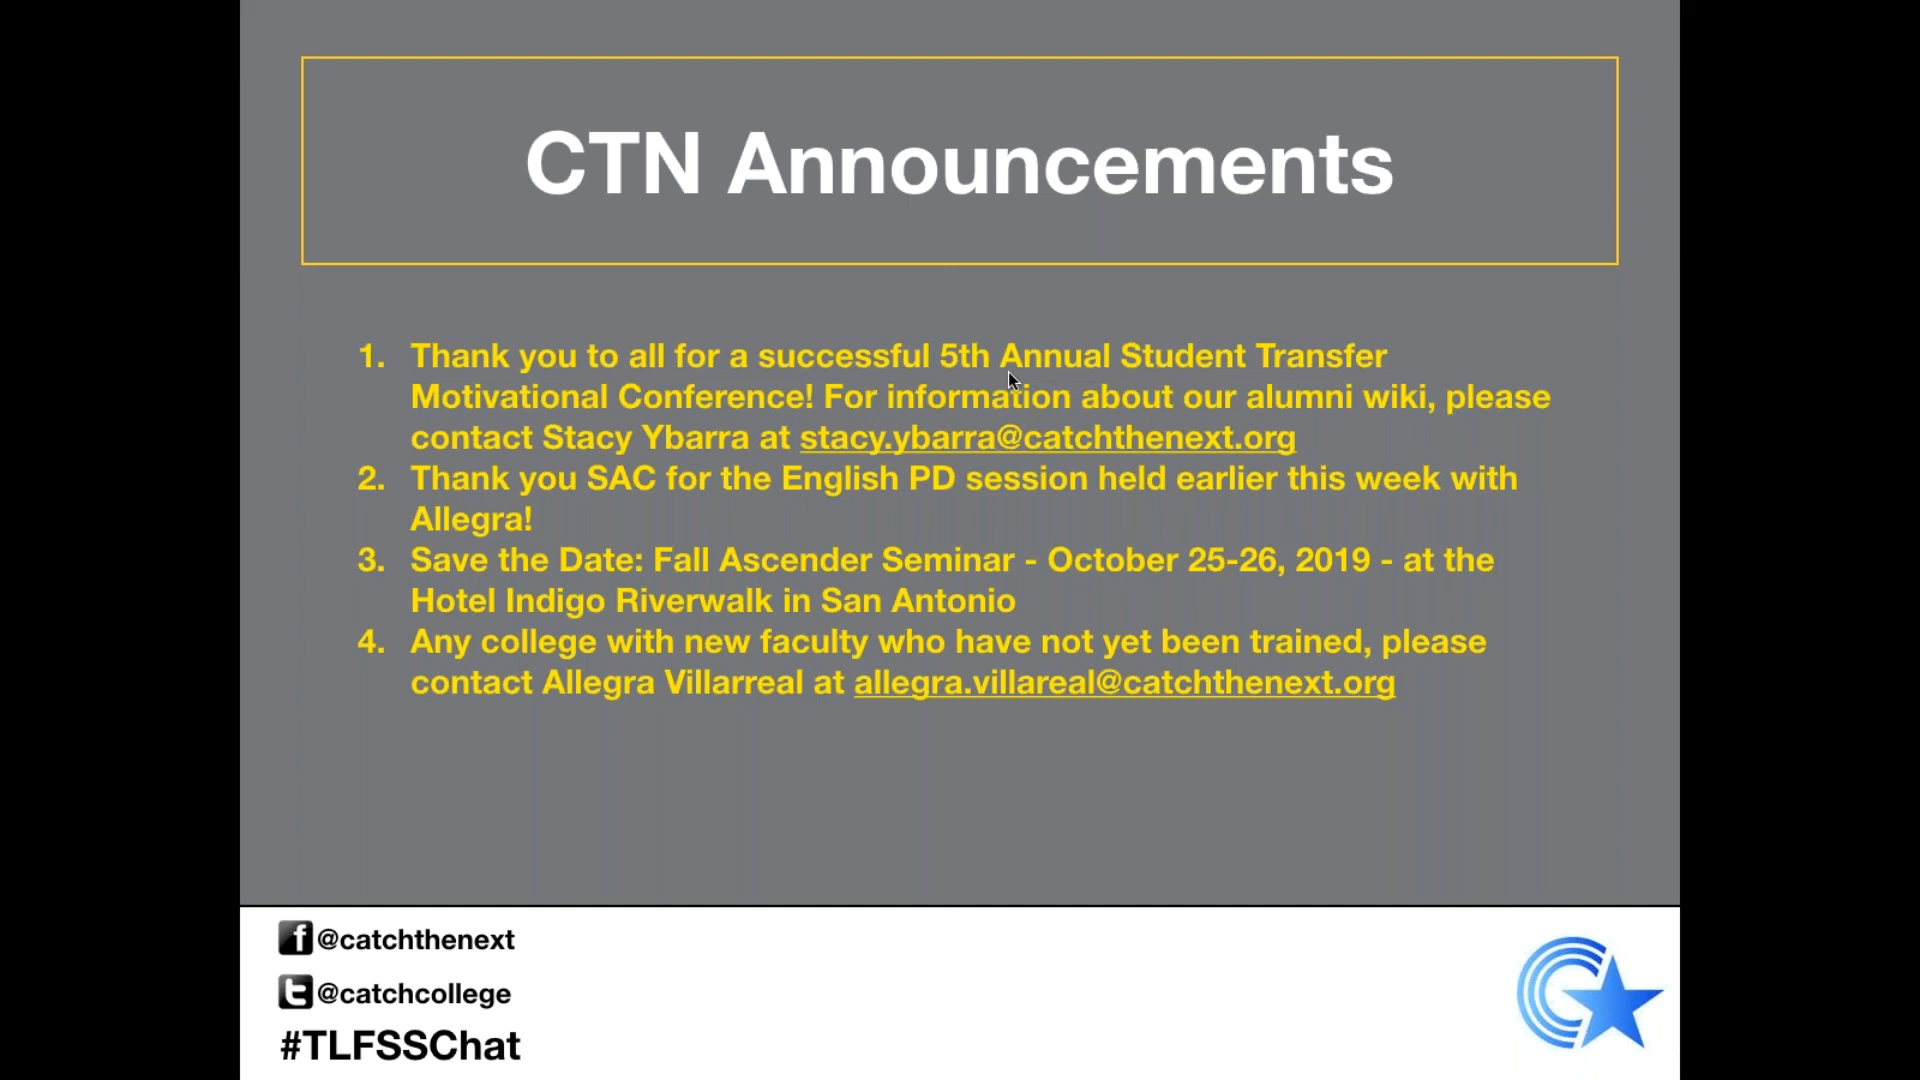 CTN Announcements
1. Thank you to all for a successful 5th Annual Student Transfer
Motivational Conference! For information about our alumni wiki, please
contact Stacy Ybarra at stacy.ybarra@catchthenext.org
2. Thank you SAC for the English PD session held earlier this week with
Allegra!
3. Save the Date: Fall Ascender Seminar - October 25-26, 2019 - at the
Hotel Indigo Riverwalk in San Antonio
4. Any college with new faculty who have not yet been trained, please
contact Allegra Villarreal at allegra.villareal@catchthenext.org
@catchthenext
@catchcollege
#TLFSSChat